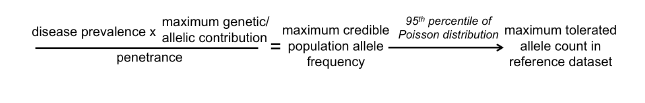 disease prevalence x maximum genetic/
allelic contribution
penetrance
=
maximum credible
population allele
frequency
95th percentile of
Poisson distribution
maximum tolerated
allele count in
reference dataset